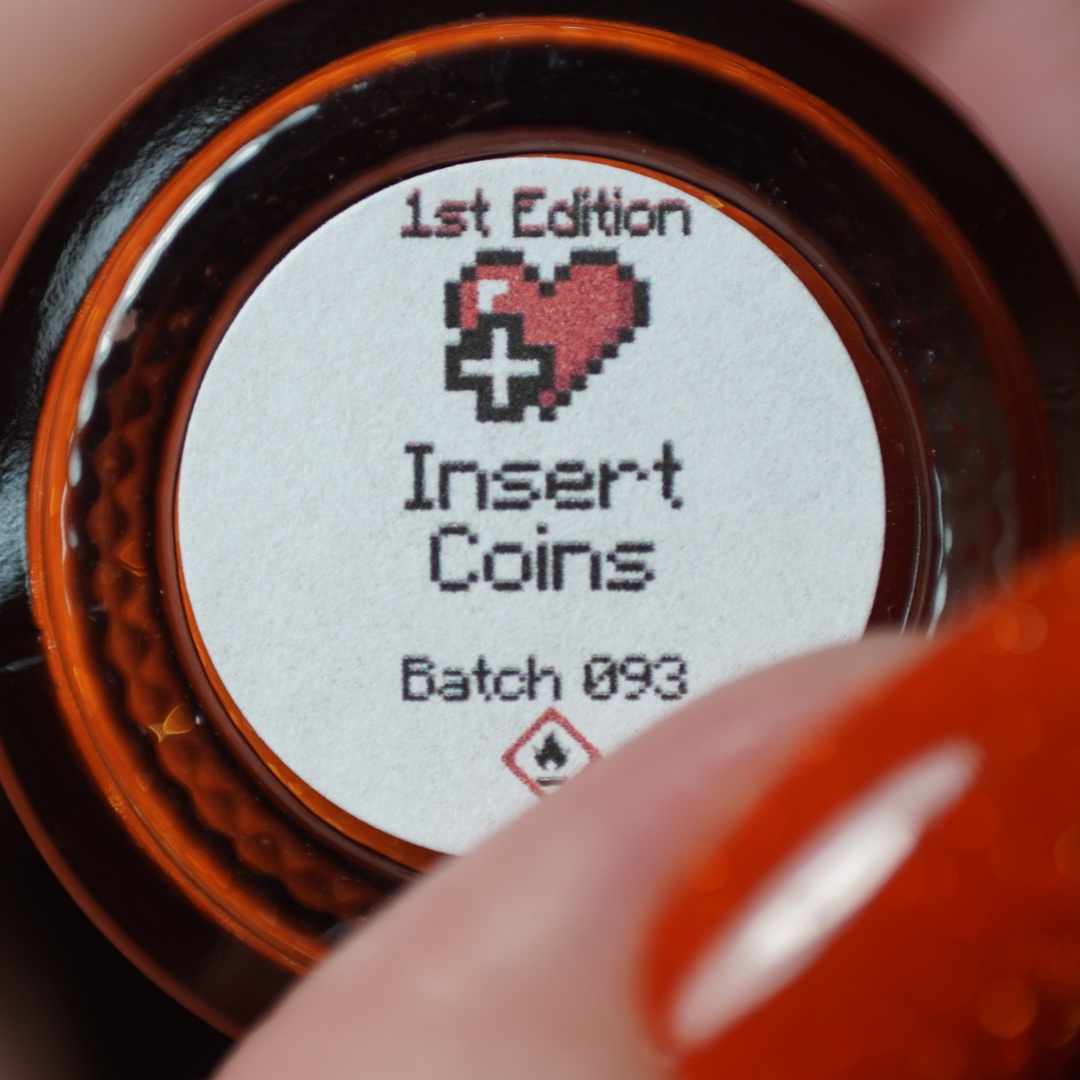 1st Edition
Insert
Coins
Batch 093